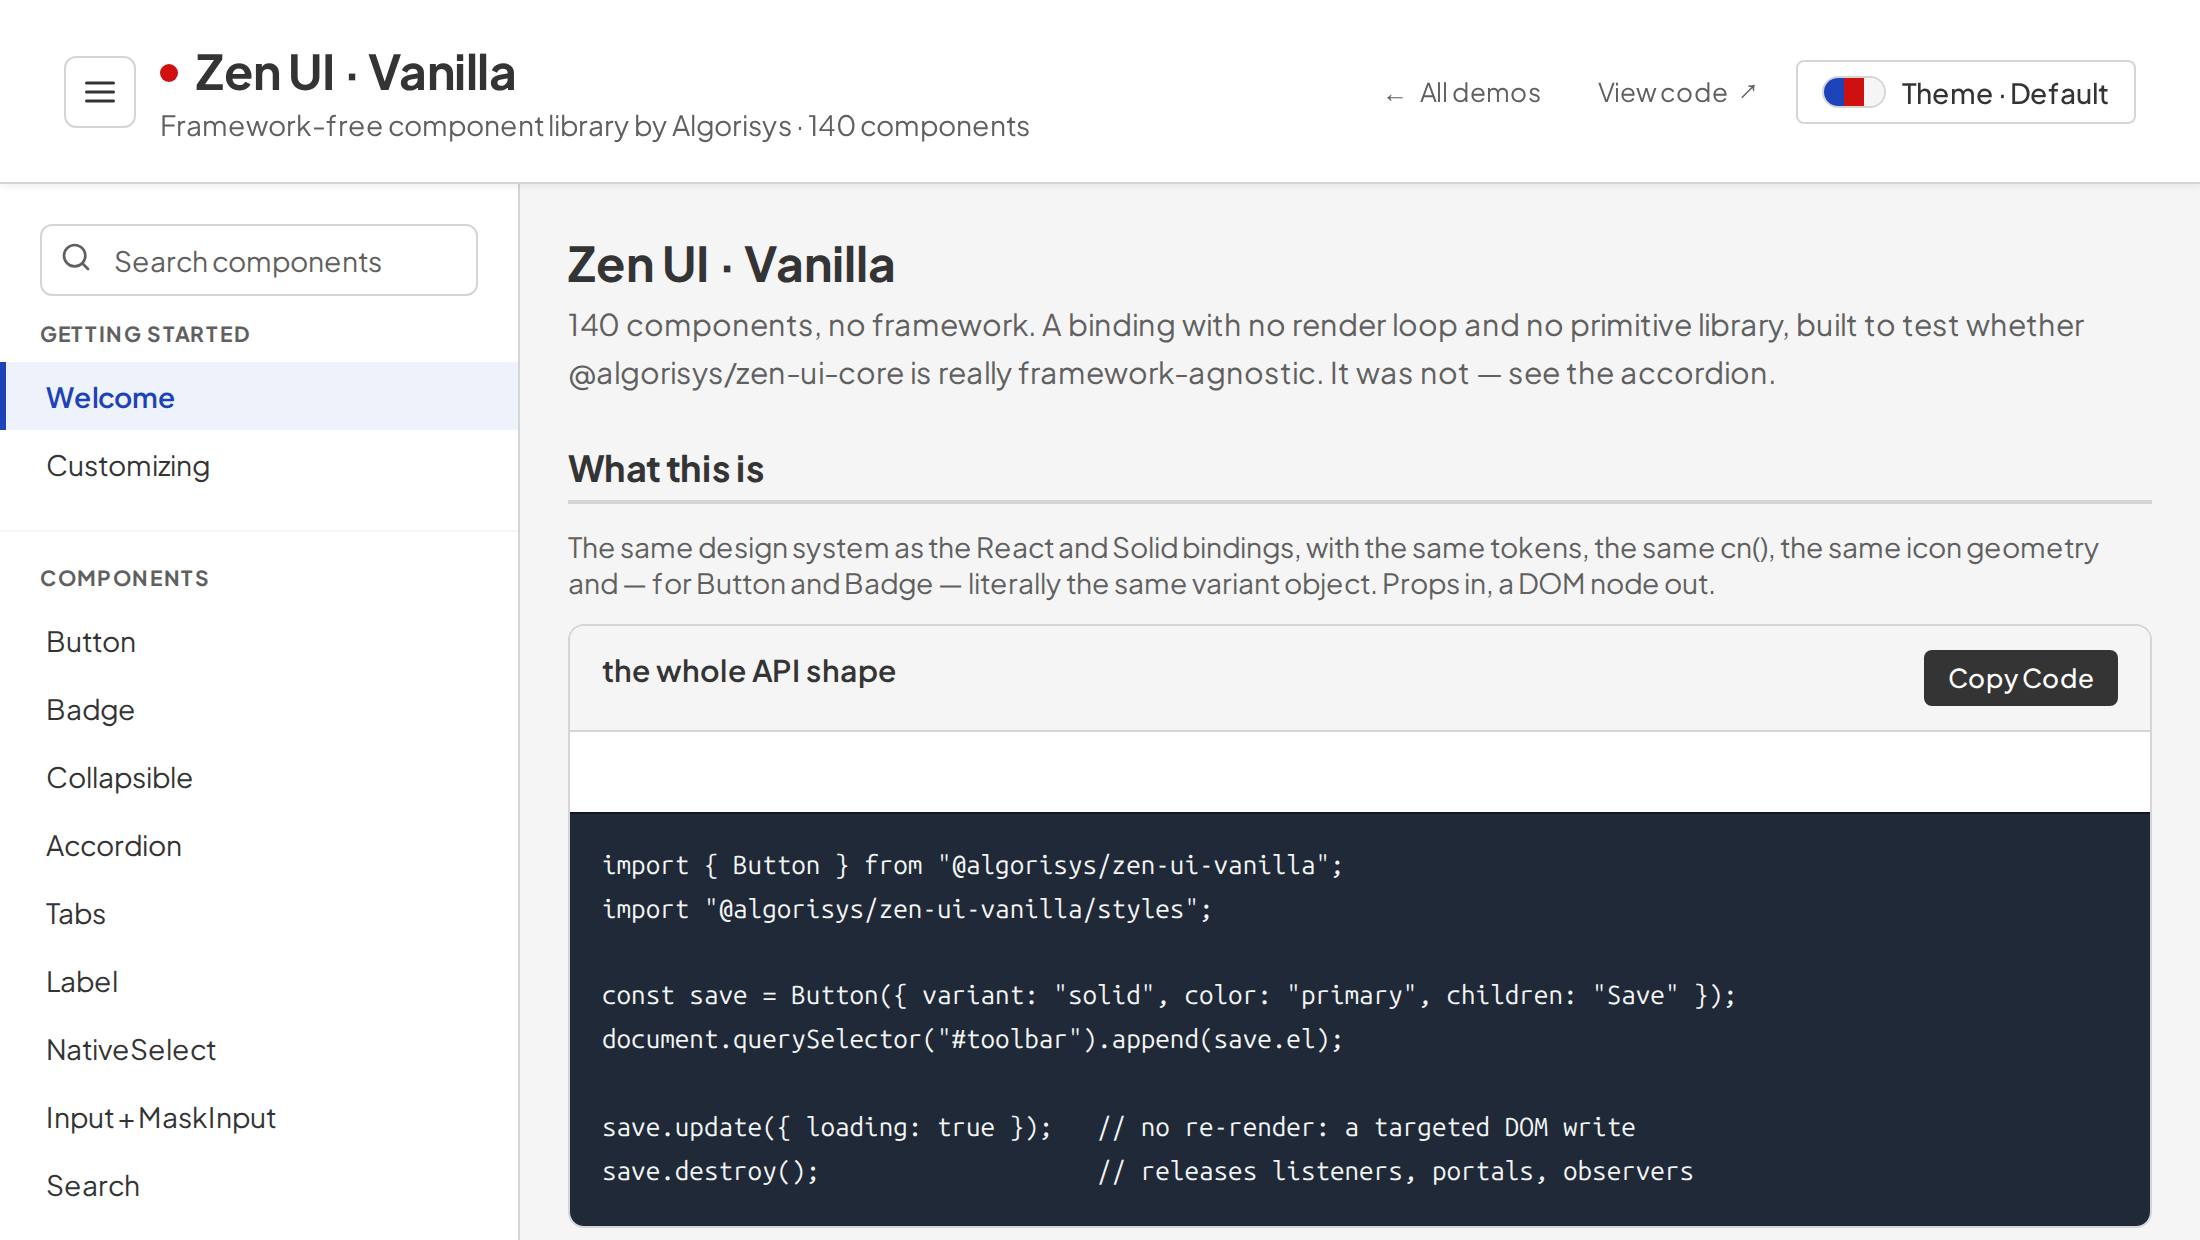 Zen UI · Vanilla
Framework-free component library by Algorisys · 140 components
← All demos
View code ↗
Theme · Default
Search components
GETTING STARTED
Welcome
Customizing
COMPONENTS
Button
Badge
Collapsible
Accordion
Tabs
Label
NativeSelect
Input + MaskInput
Search
Zen UI · Vanilla
140 components, no framework. A binding with no render loop and no primitive library, built to test whether
@algorisys/zen-ui-core is really framework-agnostic. It was not — see the accordion.
What this is
The same design system as the React and Solid bindings, with the same tokens, the same cn(), the same icon geometry
and — for Button and Badge — literally the same variant object. Props in, a DOM node out.
the whole API shape
Copy Code
import { Button } from "@algorisys/zen-ui-vanilla";
import "@algorisys/zen-ui-vanilla/styles";
const save = Button({ variant: "solid", color: "primary", children: "Save" });
document.querySelector("#toolbar").append(save.el);
save.update({ loading: true });   // no re-render: a targeted DOM write
save.destroy();                   // releases listeners, portals, observers